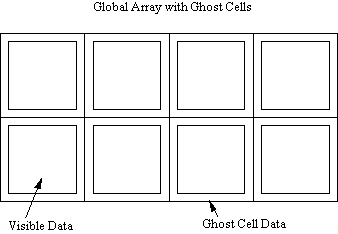 Global Array with Ghost Cells
Visible Data
Ghost Cell Data